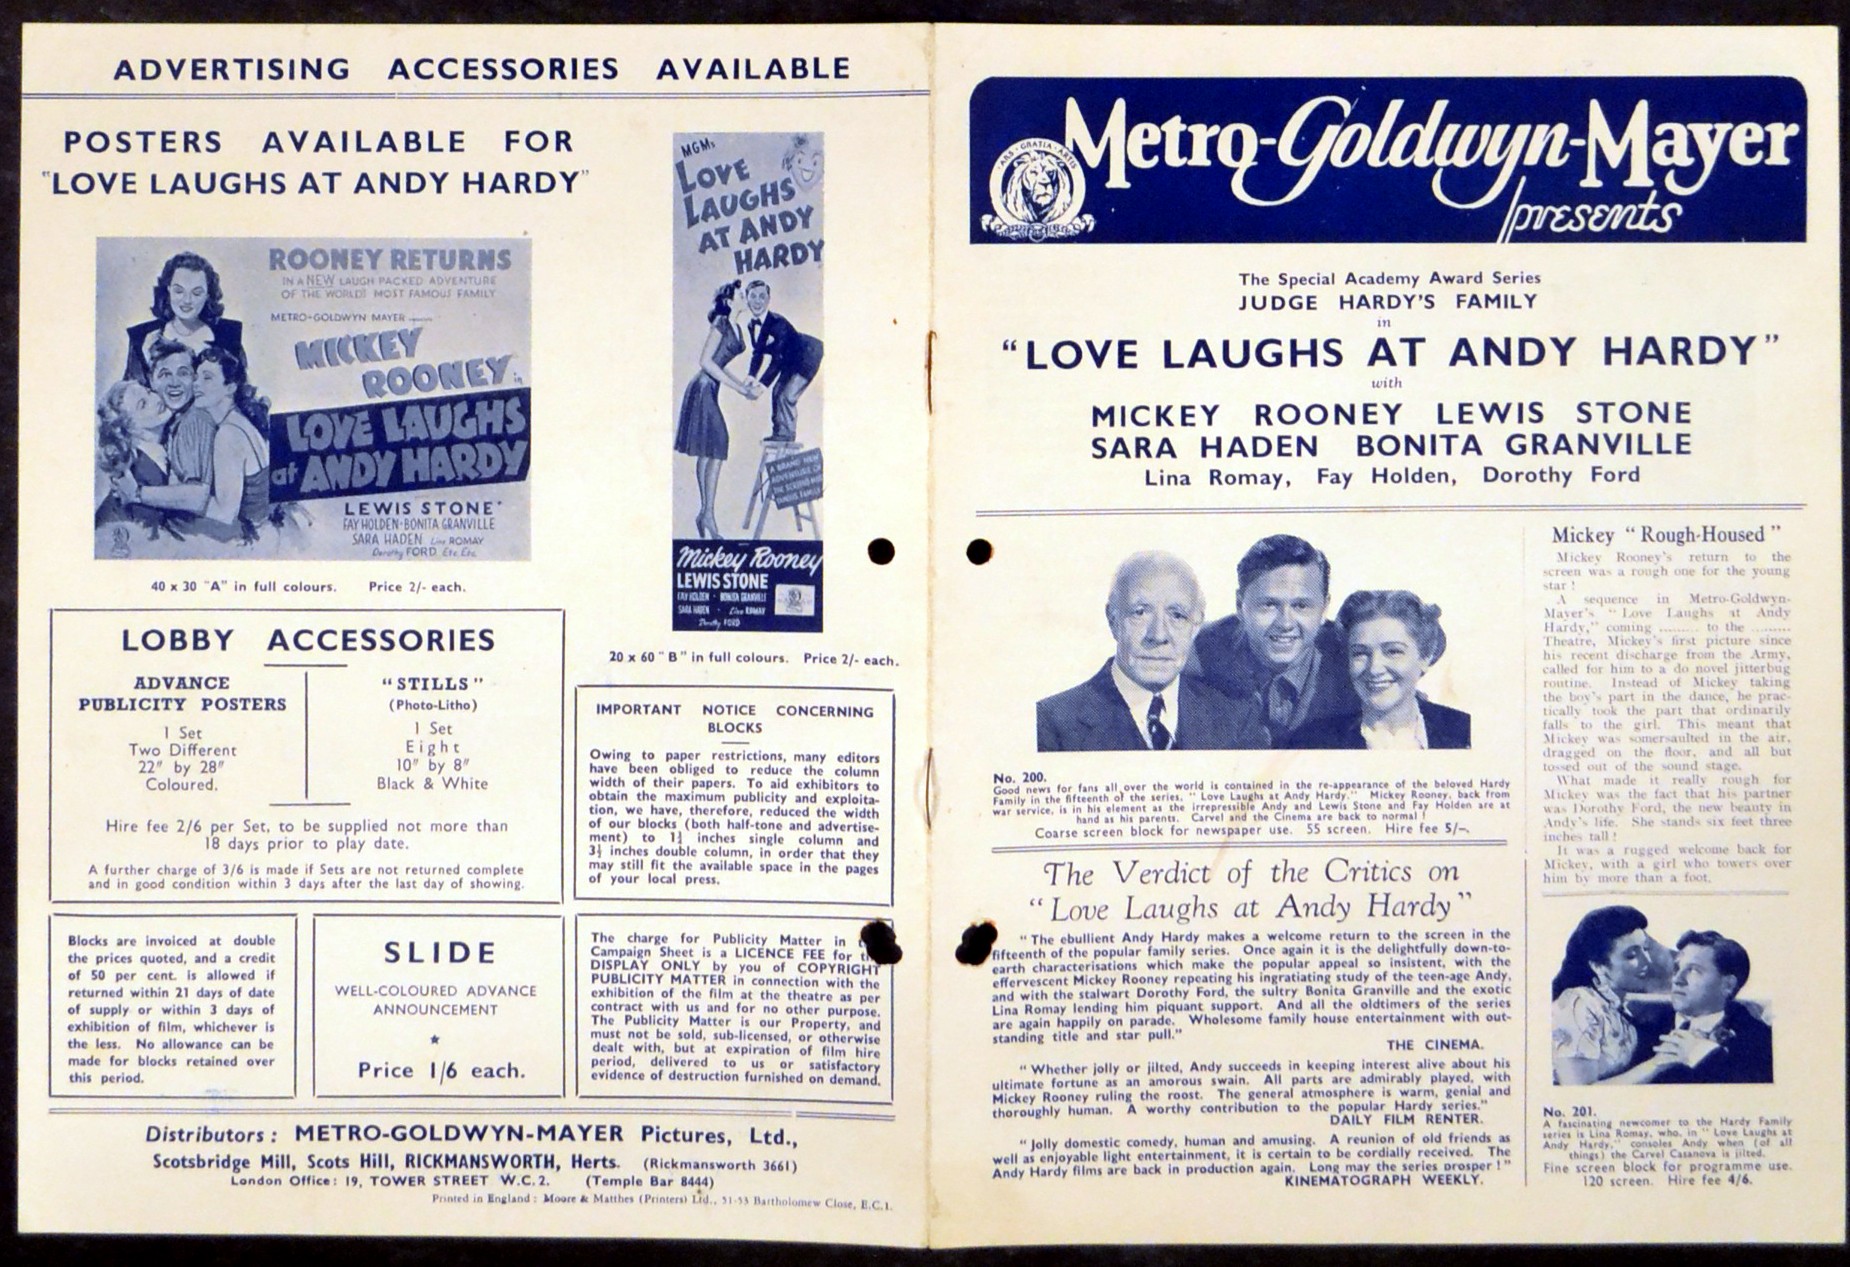 ADVERTISING ACCESSORIES AVAILABLE
POSTERS AVAILABLE FOR
"LOVE LAUGHS AT ANDY HARDY"
ROONEY RETURNS
IN A NEW LAUGH PACKED ADVENTURE
OF THE WORLD'S MOST FAMOUS FAMILY
METRO-GOLDWYN MAYER
MICKEY
ROONEY in
LOVE LAUGHS
at ANDY HARDY
LEWIS STONE
FAY HOLDEN·BONITA GRANVILLE
SARA HADEN Lina ROMAY
Dorothy FORD Etc. Etc.
40 x 30 "A" in full colours. Price 2/- each.
MGM's
LOVE
LAUGHS
AT ANDY
HARDY
A BRAND NEW
ADVENTURE OF
THE SCREEN'S MOST
FAMOUS FAMILY
Mickey Rooney
LEWIS STONE
FAY HOLDEN · BONITA GRANVILLE
SARA HADEN · Lina ROMAY
Dorothy FORD
20 x 60 "B" in full colours. Price 2/- each.
LOBBY ACCESSORIES
ADVANCE
PUBLICITY POSTERS
1 Set
Two Different
22" by 28"
Coloured.
"STILLS"
(Photo-Litho)
1 Set
Eight
10" by 8"
Black & White
Hire fee 2/6 per Set, to be supplied not more than
18 days prior to play date.
A further charge of 3/6 is made if Sets are not returned complete
and in good condition within 3 days after the last day of showing.
IMPORTANT NOTICE CONCERNING
BLOCKS
Owing to paper restrictions, many editors
have been obliged to reduce the column
width of their papers. To aid exhibitors to
obtain the maximum publicity and exploita-
tion, we have, therefore, reduced the width
of our blocks (both half-tone and advertise-
ment) to 1¾ inches single column and
3½ inches double column, in order that they
may still fit the available space in the pages
of your local press.
Blocks are invoiced at double
the prices quoted, and a credit
of 50 per cent. is allowed if
returned within 21 days of date
of supply or within 3 days of
exhibition of film, whichever is
the less. No allowance can be
made for blocks retained over
this period.
SLIDE
WELL-COLOURED ADVANCE
ANNOUNCEMENT
Price 1/6 each.
The charge for Publicity Matter in
Campaign Sheet is a LICENCE FEE for the
DISPLAY ONLY by you of COPYRIGHT
PUBLICITY MATTER in connection with the
exhibition of the film at the theatre as per
contract with us and for no other purpose.
The Publicity Matter is our Property, and
must not be sold, sub-licensed, or otherwise
dealt with, but at expiration of film hire
period, delivered to us or satisfactory
evidence of destruction furnished on demand.
Distributors: METRO-GOLDWYN-MAYER Pictures, Ltd.,
Scotsbridge Mill, Scots Hill, RICKMANSWORTH, Herts. (Rickmansworth 3661)
London Office: 19, TOWER STREET W.C.2. (Temple Bar 8444)
Printed in England: Moore & Matthes (Printers) Ltd., 51-53 Bartholomew Close, E.C.1.
ARS·GRATIA·ARTIS
Metro-Goldwyn-Mayer
presents
The Special Academy Award Series
JUDGE HARDY'S FAMILY
in
"LOVE LAUGHS AT ANDY HARDY"
with
MICKEY ROONEY LEWIS STONE
SARA HADEN BONITA GRANVILLE
Lina Romay, Fay Holden, Dorothy Ford
No. 200.
Good news for fans all over the world is contained in the re-appearance of the beloved Hardy
Family in the fifteenth of the series, "Love Laughs at Andy Hardy." Mickey Rooney, back from
war service, is in his element as the irrepressible Andy and Lewis Stone and Fay Holden are at
hand as his parents. Carvel and the Cinema are back to normal!
Coarse screen block for newspaper use. 55 screen. Hire fee 5/-.
The Verdict of the Critics on
"Love Laughs at Andy Hardy"
"The ebullient Andy Hardy makes a welcome return to the screen in the
fifteenth of the popular family series. Once again it is the delightfully down-to-
earth characterisations which make the popular appeal so insistent, with the
effervescent Mickey Rooney repeating his ingratiating study of the teen-age Andy,
and with the stalwart Dorothy Ford, the sultry Bonita Granville and the exotic
Lina Romay lending him piquant support. And all the oldtimers of the series
are again happily on parade. Wholesome family house entertainment with out-
standing title and star pull."
THE CINEMA.
"Whether jolly or jilted, Andy succeeds in keeping interest alive about his
ultimate fortune as an amorous swain. All parts are admirably played, with
Mickey Rooney ruling the roost. The general atmosphere is warm, genial and
thoroughly human. A worthy contribution to the popular Hardy series."
DAILY FILM RENTER.
"Jolly domestic comedy, human and amusing. A reunion of old friends as
well as enjoyable light entertainment, it is certain to be cordially received. The
Andy Hardy films are back in production again. Long may the series prosper!"
KINEMATOGRAPH WEEKLY.
Mickey "Rough-Housed"
Mickey Rooney's return to the
screen was a rough one for the young
star!
A sequence in Metro-Goldwyn-
Mayer's "Love Laughs at Andy
Hardy," coming ........ to the ........
Theatre, Mickey's first picture since
his recent discharge from the Army,
called for him to a do novel jitterbug
routine. Instead of Mickey taking
the boy's part in the dance, he prac-
tically took the part that ordinarily
falls to the girl. This meant that
Mickey was somersaulted in the air,
dragged on the floor, and all but
tossed out of the sound stage.
What made it really rough for
Mickey was the fact that his partner
was Dorothy Ford, the new beauty in
Andy's life. She stands six feet three
inches tall!
It was a rugged welcome back for
Mickey, with a girl who towers over
him by more than a foot.
No. 201.
A fascinating newcomer to the Hardy Family
series is Lina Romay, who, in "Love Laughs at
Andy Hardy," consoles Andy when (of all
things) the Carvel Casanova is jilted.
Fine screen block for programme use.
120 screen. Hire fee 4/6.